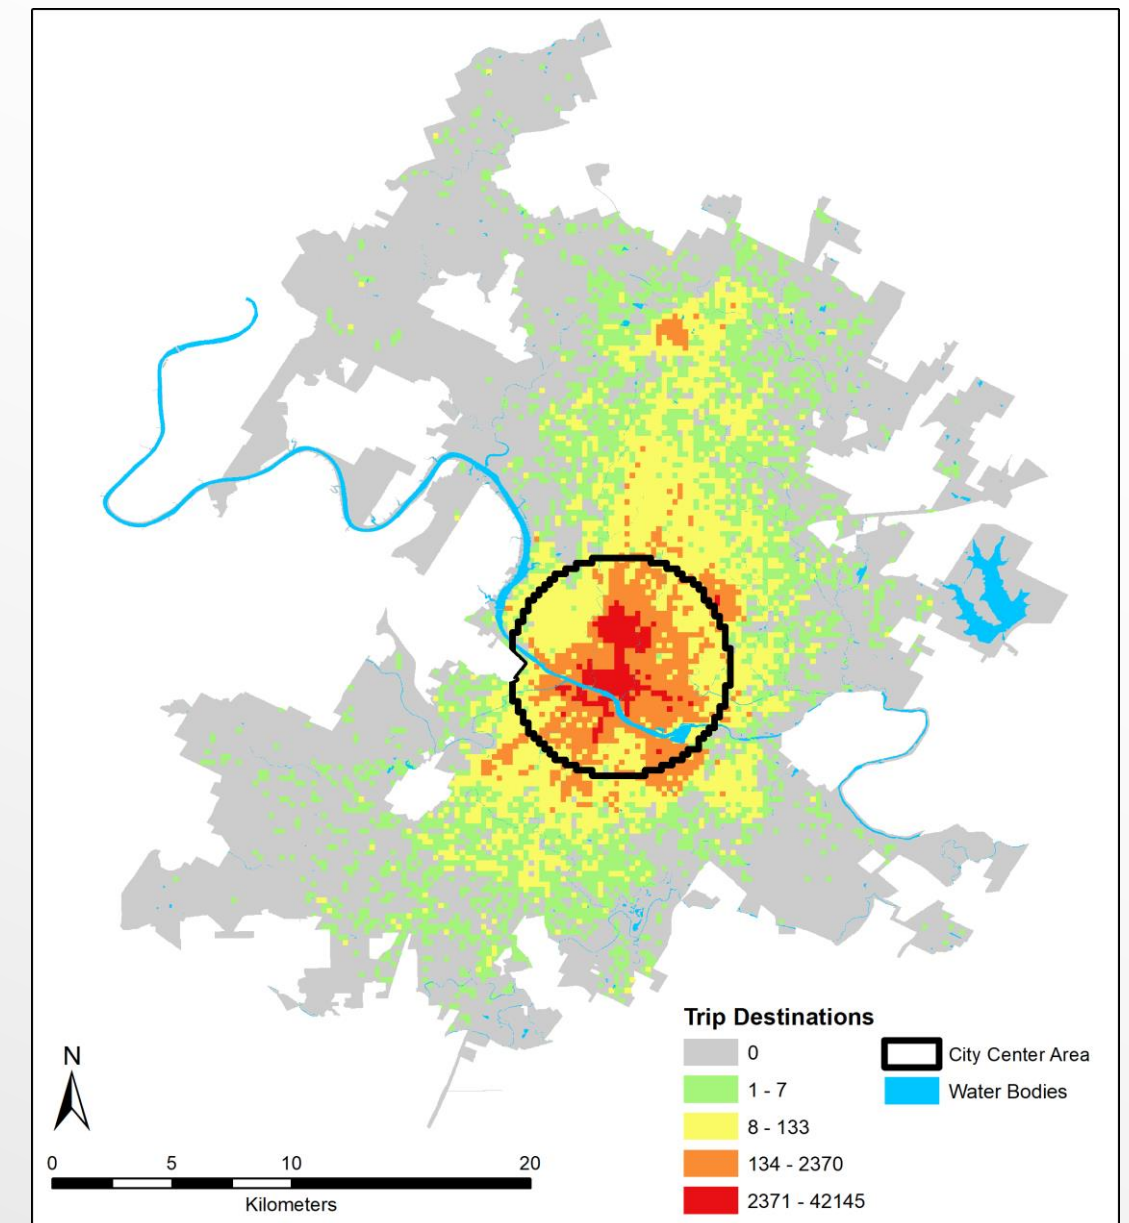 Trip Destinations
0
1 - 7
8 - 133
134 - 2370
2371 - 42145
City Center Area
Water Bodies
N
0 5 10 20
Kilometers